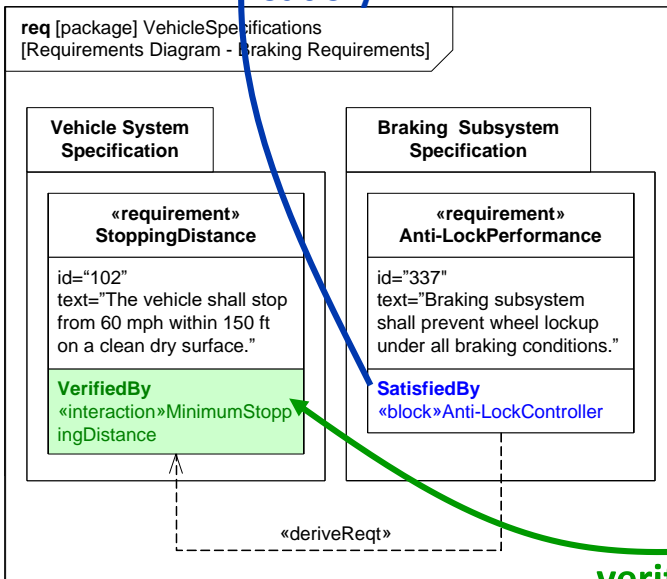 req [package] VehicleSpecifications
[Requirements Diagram - Braking Requirements]
Vehicle System
Specification
Braking Subsystem
Specification
«requirement»
StoppingDistance
id=“102”
text=”The vehicle shall stop
from 60 mph within 150 ft
on a clean dry surface.”
VerifiedBy
«interaction»MinimumStopp
ingDistance
«requirement»
Anti-LockPerformance
id=”337"
text=”Braking subsystem
shall prevent wheel lockup
under all braking conditions.”
SatisfiedBy
«block»Anti-LockController
«deriveReqt»